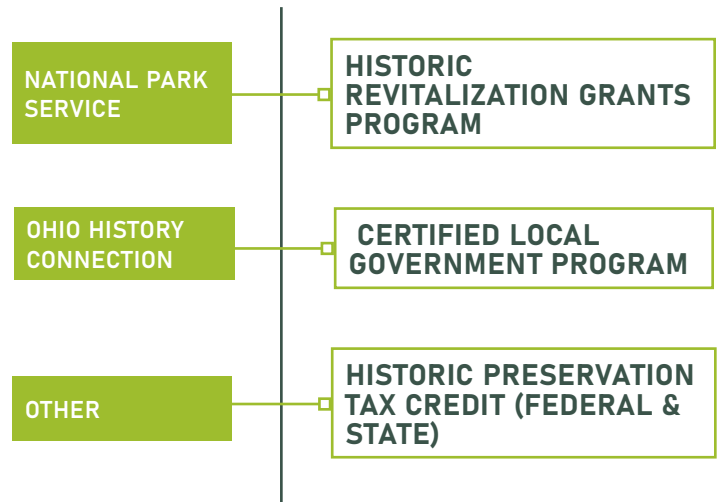 NATIONAL PARK
SERVICE
HISTORIC
REVITALIZATION GRANTS
PROGRAM
OHIO HISTORY
CONNECTION
CERTIFIED LOCAL
GOVERNMENT PROGRAM
OTHER
HISTORIC PRESERVATION
TAX CREDIT (FEDERAL &
STATE)